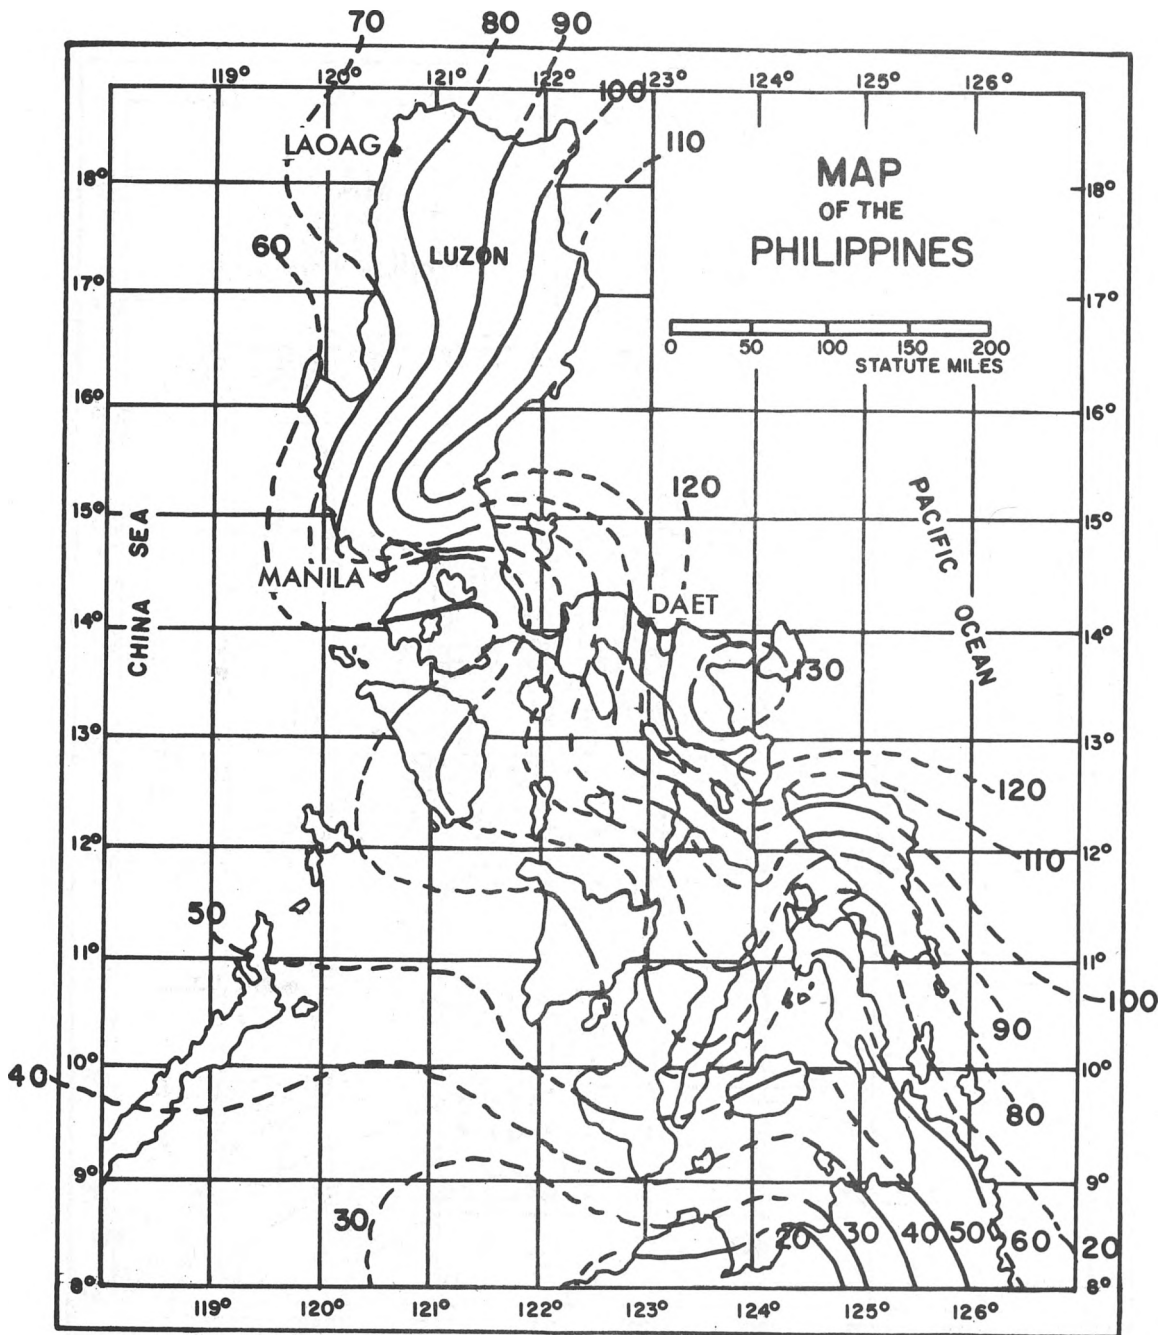 70 80 90
119° 120° 121° 122° 123° 124° 125° 126°
100
LAOAG
110
18° 18°
MAP
OF THE
PHILIPPINES
60
LUZON
17° 17°
0 50 100 150 200
STATUTE MILES
16° 16°
120
PACIFIC OCEAN
15° 15°
CHINA SEA
MANILA
DAET
14° 14°
130
13° 13°
120
12° 110 12°
50
11° 11°
100
90
10° 10°
40
80
9° 9°
30
20 30 40 50 60 20
8° 8°
119° 120° 121° 122° 123° 124° 125° 126°